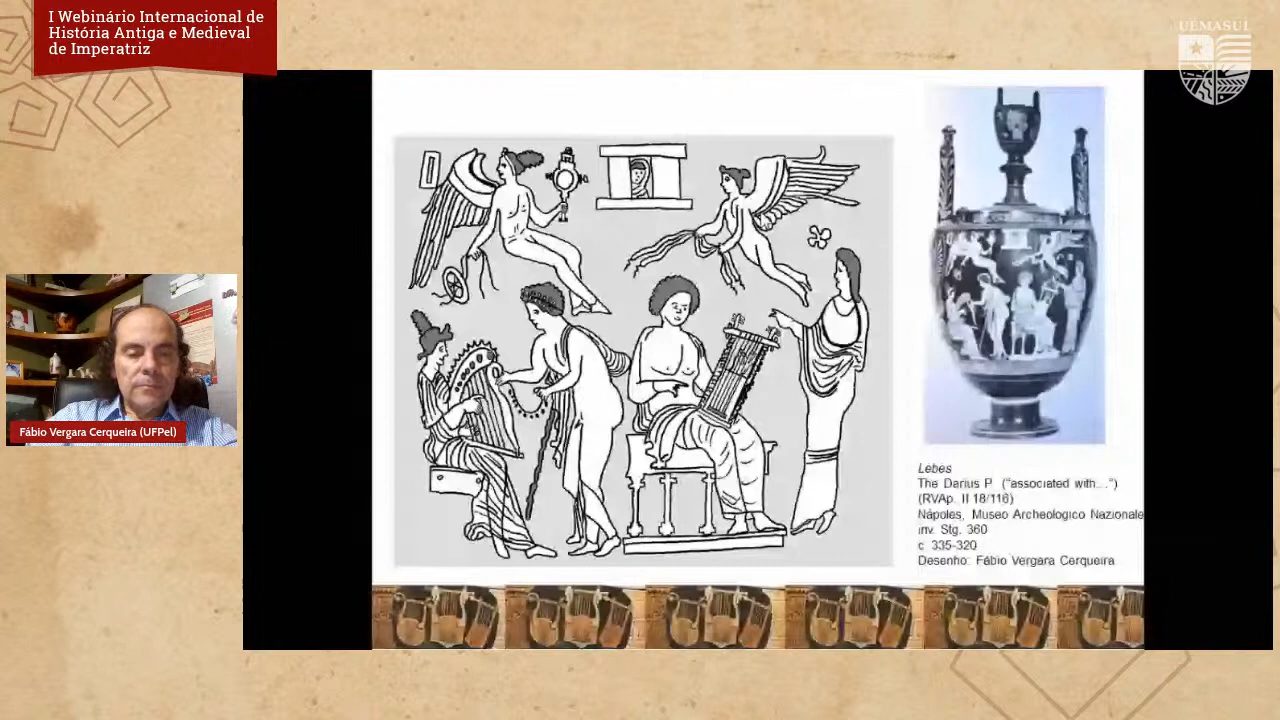 I Webinário Internacional de
História Antiga e Medieval
de Imperatriz
UEMASUL
Fábio Vergara Cerqueira (UFPel)
Lebes
The Darius P. ("associated with...")
(RVAp. II 18/116)
Nápoles, Museo Archeologico Nazionale
inv. Stg. 360
c. 335-320
Desenho: Fábio Vergara Cerqueira